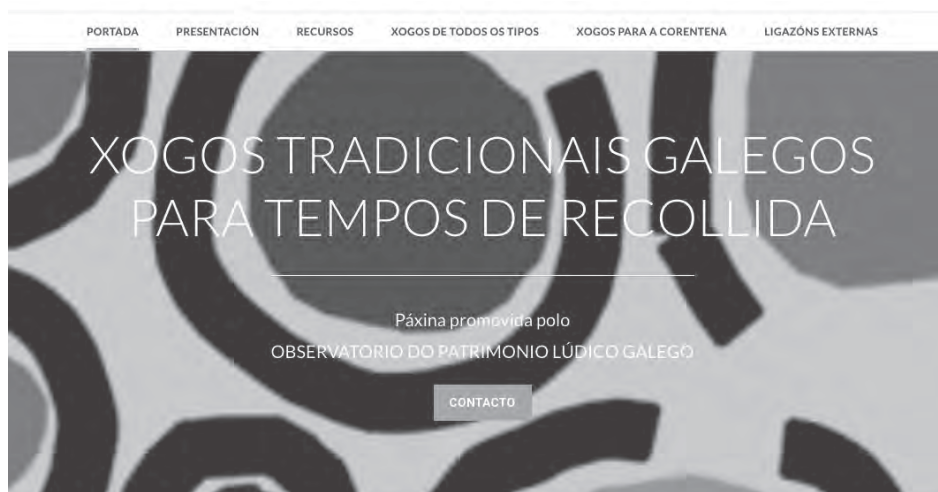 PORTADA PRESENTACIÓN RECURSOS XOGOS DE TODOS OS TIPOS XOGOS PARA A CORENTENA LIGAZÓNS EXTERNAS
XOGOS TRADICIONAIS GALEGOS
PARA TEMPOS DE RECOLLIDA
Páxina promovida polo
OBSERVATORIO DO PATRIMONIO LÚDICO GALEGO
CONTACTO